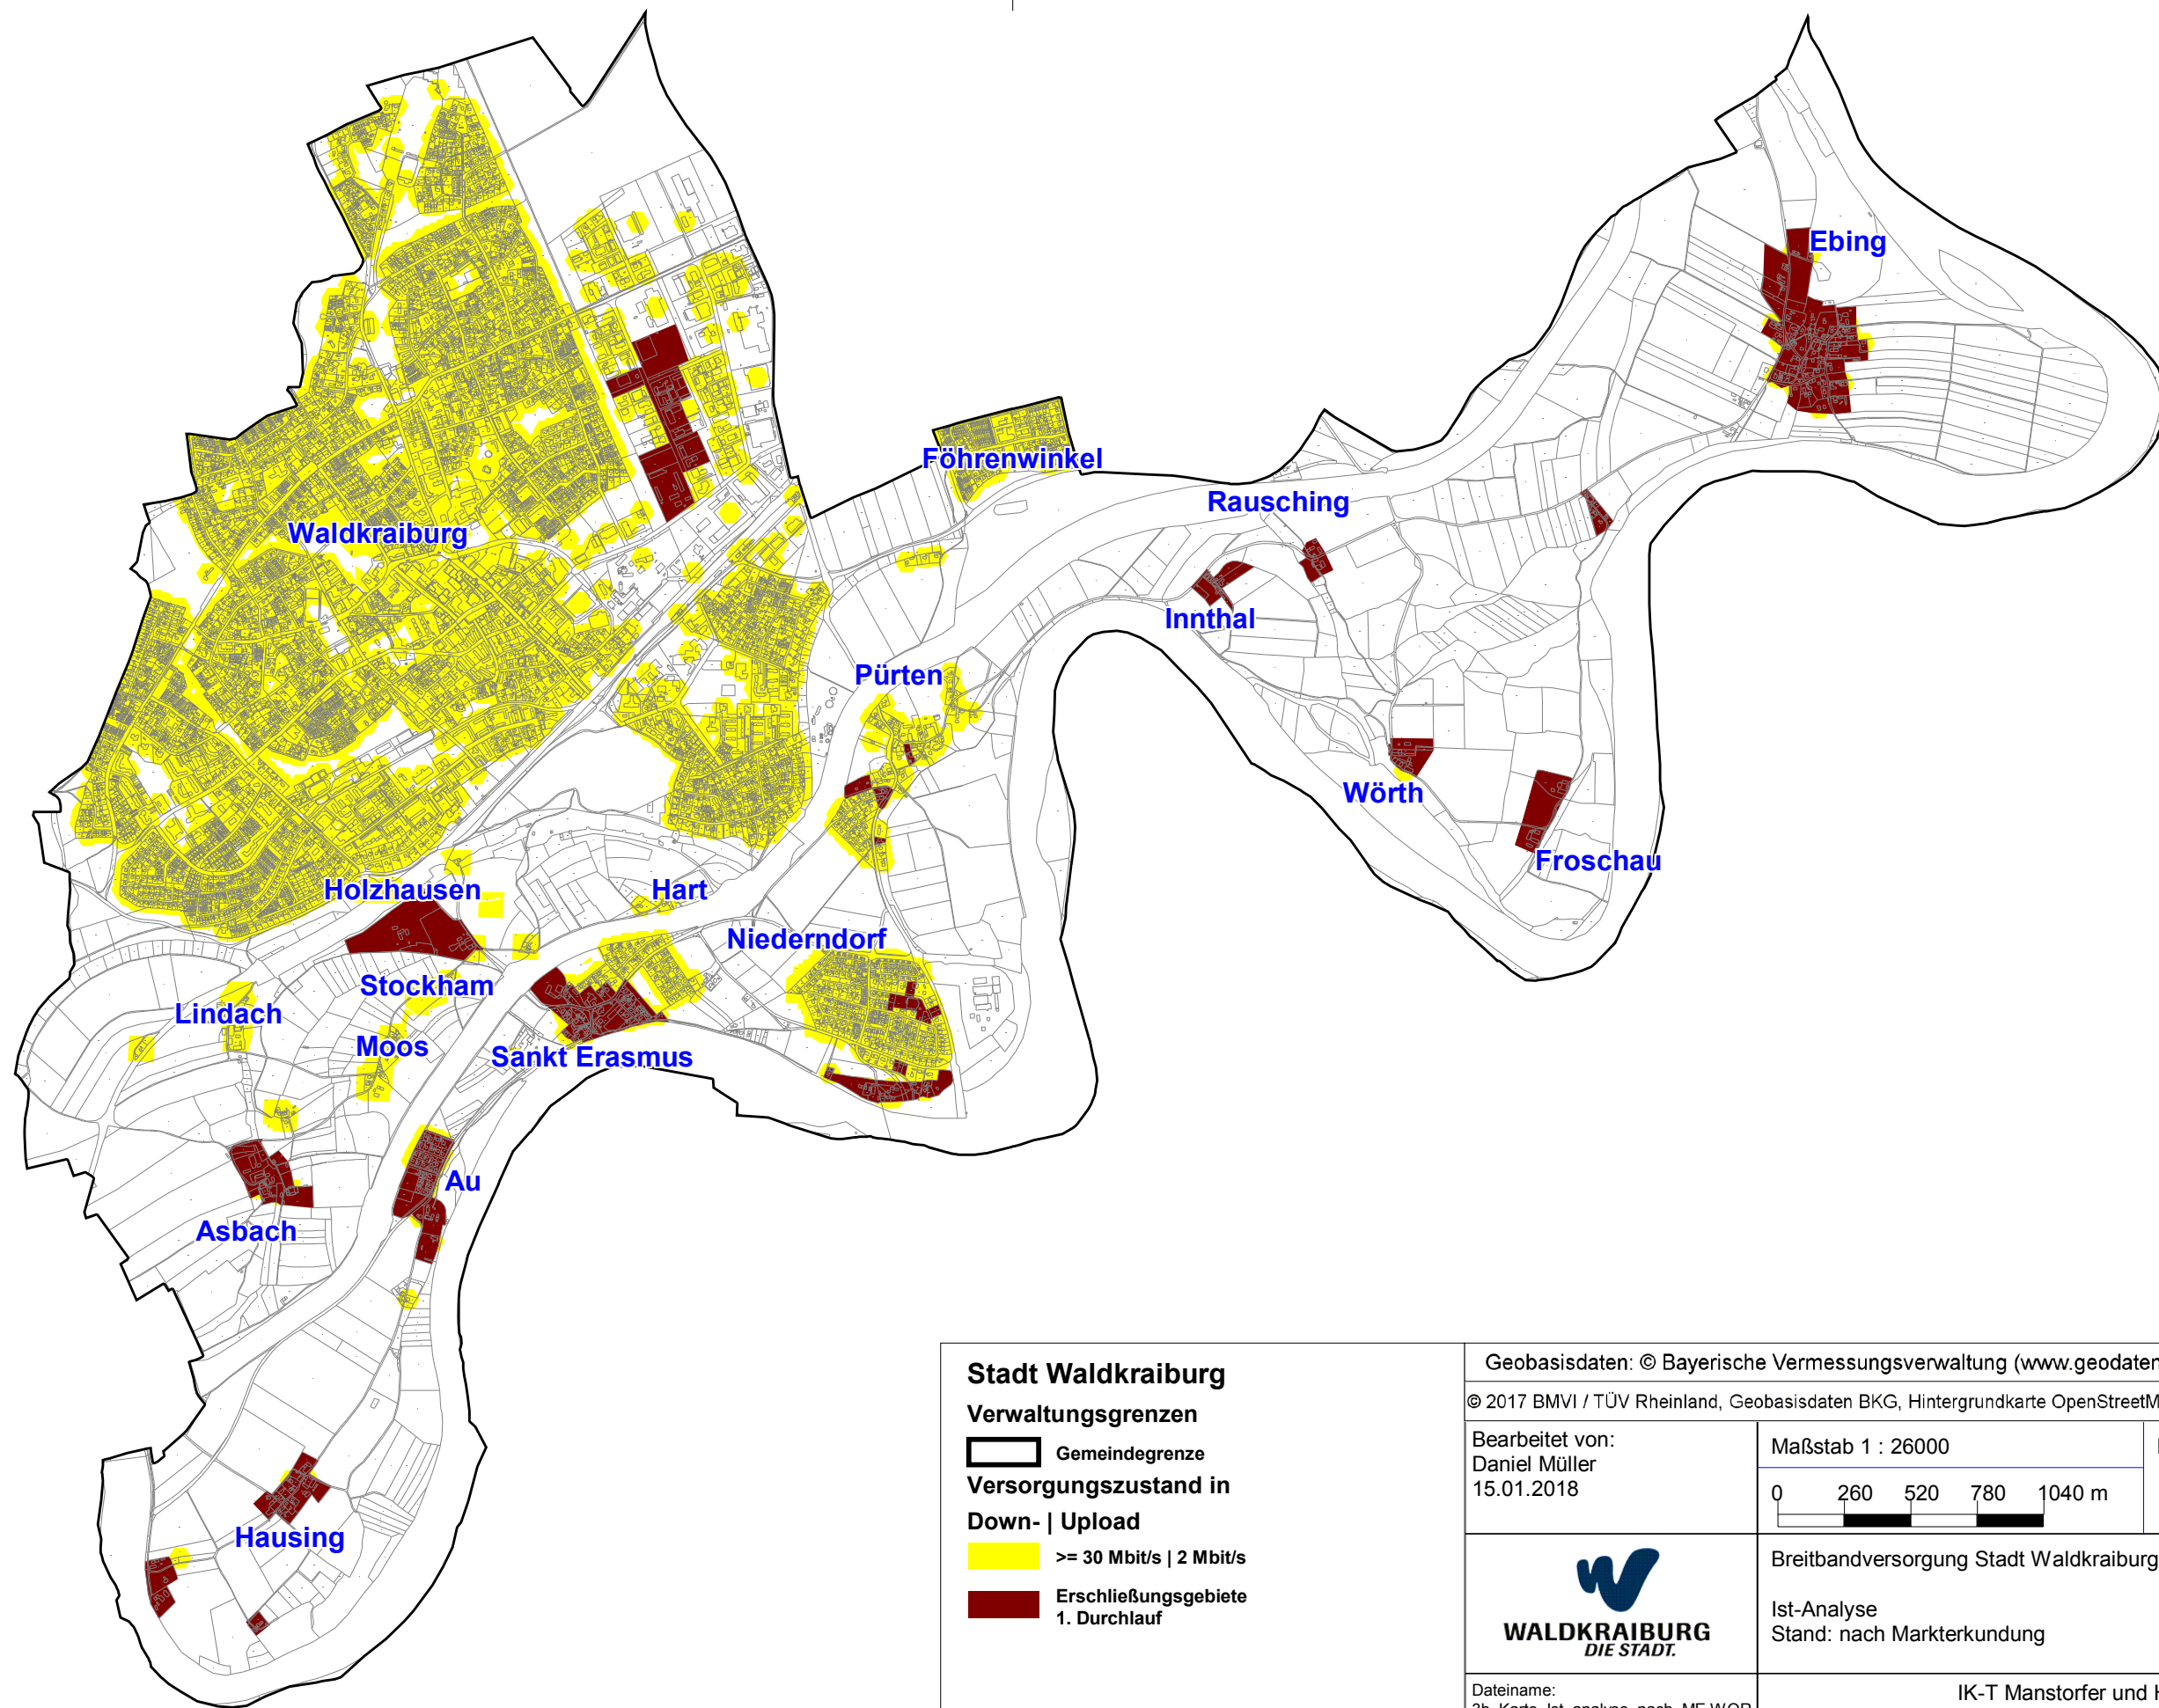 Ebing
Föhrenwinkel
Rausching
Waldkraiburg
Innthal
Pürten
Wörth
Froschau
Holzhausen
Hart
Niederndorf
Stockham
Lindach
Moos
Sankt Erasmus
Au
Asbach
Hausing
Stadt Waldkraiburg
Verwaltungsgrenzen
Gemeindegrenze
Versorgungszustand in
Down- | Upload
>= 30 Mbit/s | 2 Mbit/s
Erschließungsgebiete
1. Durchlauf
Geobasisdaten: © Bayerische Vermessungsverwaltung (www.geodaten
© 2017 BMVI / TÜV Rheinland, Geobasisdaten BKG, Hintergrundkarte OpenStreetM
Bearbeitet von:
Daniel Müller
15.01.2018
Maßstab 1 : 26000
0 260 520 780 1040 m
WALDKRAIBURG
DIE STADT.
Breitbandversorgung Stadt Waldkraiburg
Ist-Analyse
Stand: nach Markterkundung
Dateiname:
IK-T Manstorfer und H